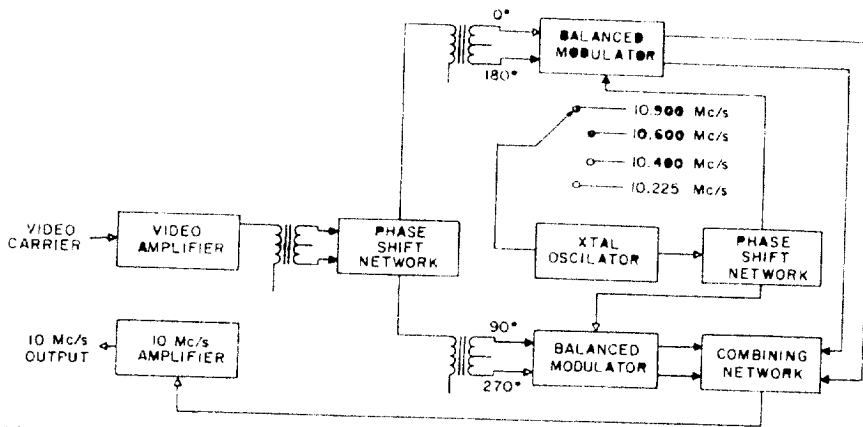 0°
BALANCED
MODULATOR
180°
10.900 Mc/s
10.600 Mc/s
10.400 Mc/s
10.225 Mc/s
VIDEO
CARRIER
VIDEO
AMPLIFIER
PHASE
SHIFT
NETWORK
XTAL
OSCILATOR
PHASE
SHIFT
NETWORK
10 Mc/s
OUTPUT
10 Mc/s
AMPLIFIER
90°
270°
BALANCED
MODULATOR
COMBINING
NETWORK